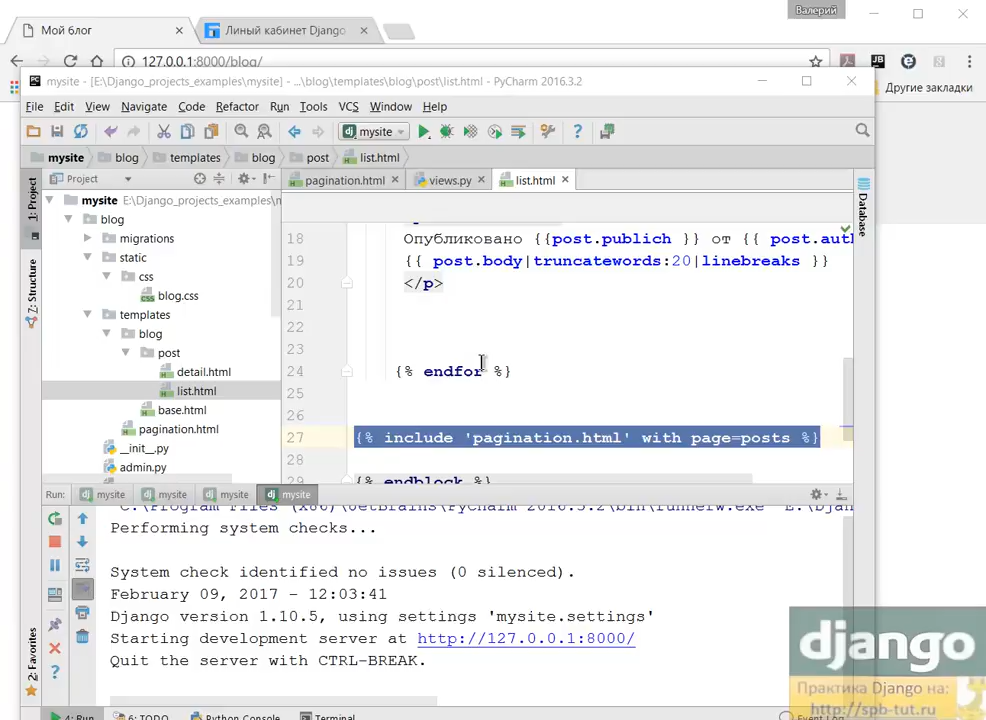 Валерий
Мой блог
Линый кабинет Django
127.0.0.1:8000/blog/
Другие закладки
mysite - [E:\Django_projects_examples\mysite] - ...\blog\templates\blog\post\list.html - PyCharm 2016.3.2
File Edit View Navigate Code Refactor Run Tools VCS Window Help
mysite
mysite blog templates blog post list.html
1: Project
Z: Structure
2: Favorites
Project
pagination.html views.py list.html
Database
mysite E:\Django_projects_examples\n
blog
migrations
static
css
blog.css
templates
blog
post
detail.html
list.html
base.html
pagination.html
__init__.py
admin.py
18 Опубликовано {{post.publich }} от {{ post.aut
19 {{ post.body|truncatewords:20|linebreaks }}
20 </p>
21
22
23
24 {% endfor %}
25
26
27 {% include 'pagination.html' with page=posts %}
28
29 {% endblock %}
Run: mysite mysite mysite mysite
Performing system checks...
System check identified no issues (0 silenced).
February 09, 2017 - 12:03:41
Django version 1.10.5, using settings 'mysite.settings'
Starting development server at http://127.0.0.1:8000/
Quit the server with CTRL-BREAK.
4: Run 6: TODO Python Console Terminal Event Log
django
Практика Django на:
http://spb-tut.ru